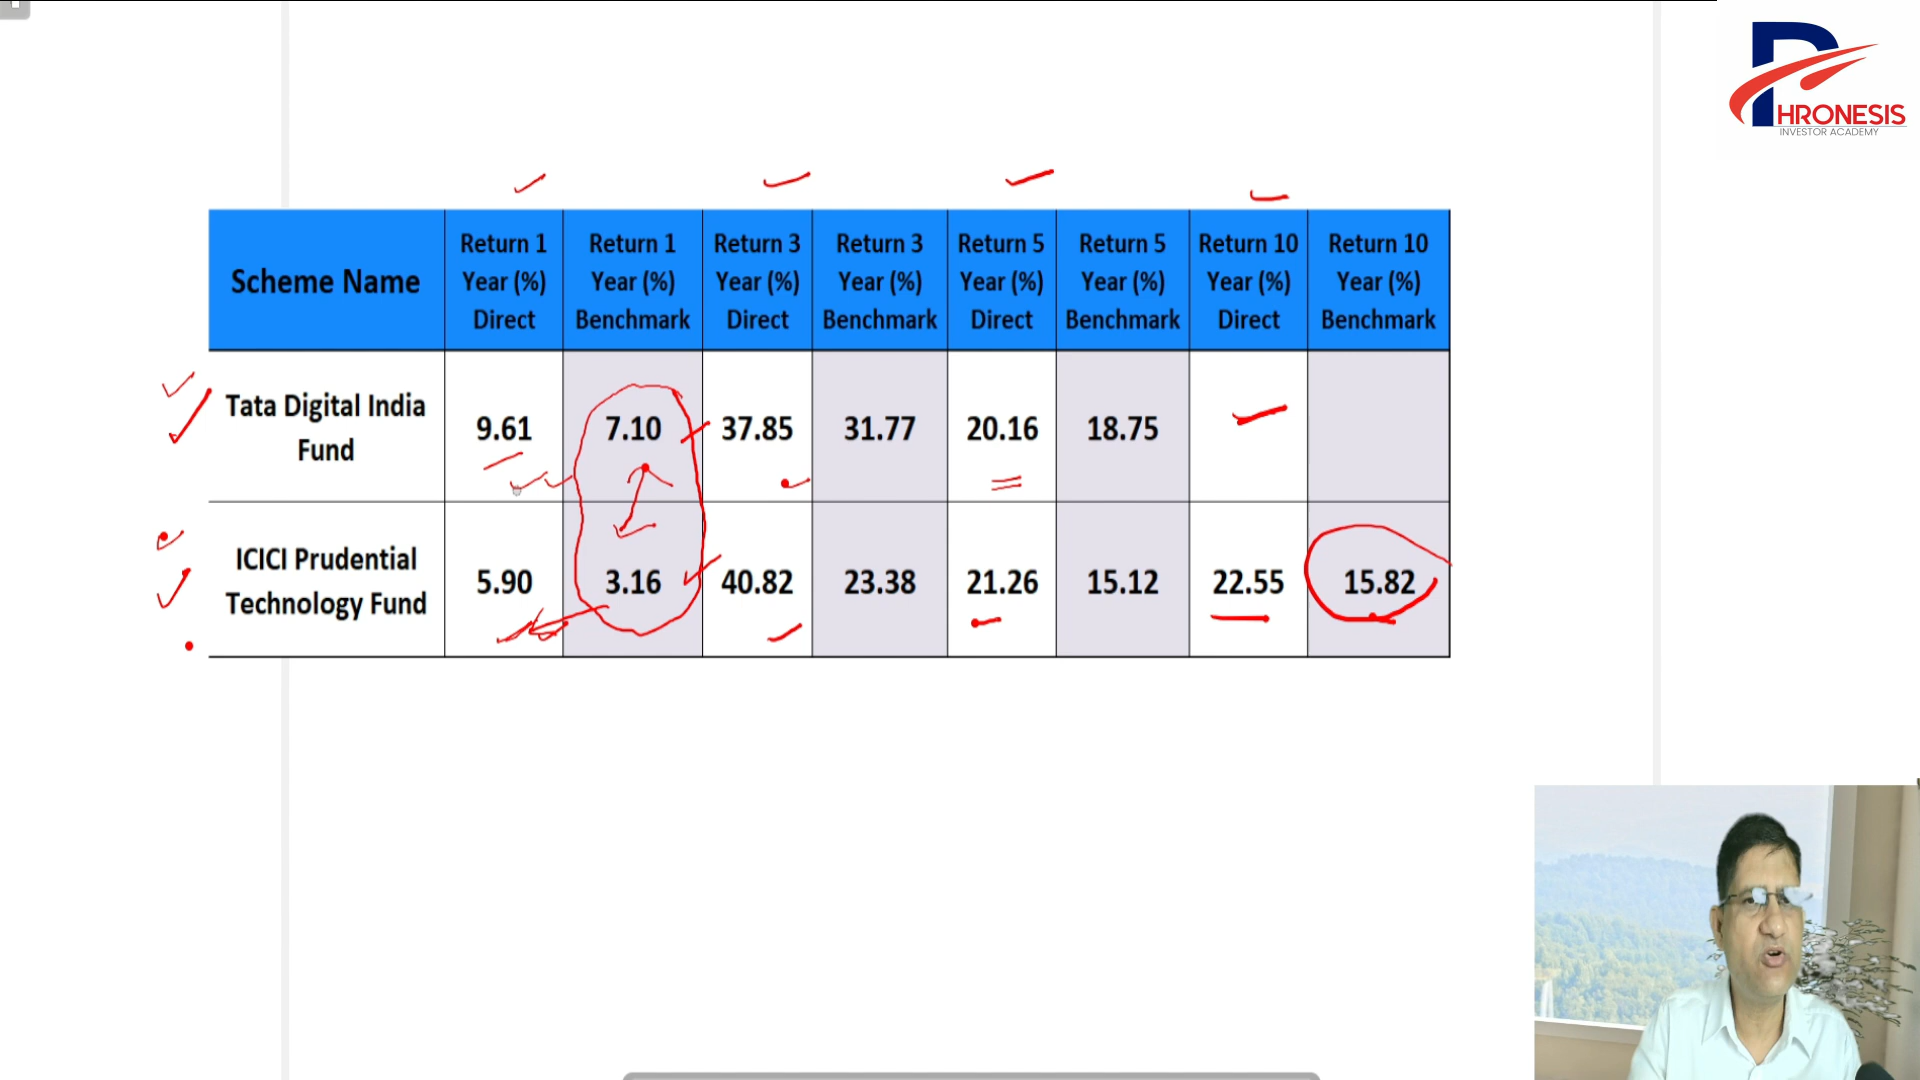 PHRONESIS
INVESTOR ACADEMY
Scheme Name
Return 1
Year (%)
Direct
Return 1
Year (%)
Benchmark
Return 3
Year (%)
Direct
Return 3
Year (%)
Benchmark
Return 5
Year (%)
Direct
Return 5
Year (%)
Benchmark
Return 10
Year (%)
Direct
Return 10
Year (%)
Benchmark
Tata Digital India
Fund
9.61
7.10
37.85
31.77
20.16
18.75
ICICI Prudential
Technology Fund
5.90
3.16
40.82
23.38
21.26
15.12
22.55
15.82